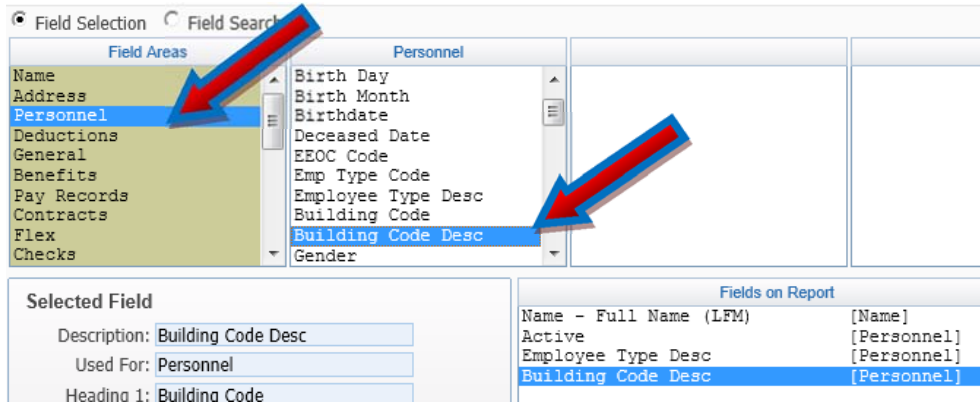 Field Selection Field Search
Field Areas
Name
Address
Personnel
Deductions
General
Benefits
Pay Records
Contracts
Flex
Checks
Personnel
Birth Day
Birth Month
Birthdate
Deceased Date
EEOC Code
Emp Type Code
Employee Type Desc
Building Code
Building Code Desc
Gender
Selected Field
Description: Building Code Desc
Used For: Personnel
Heading 1: Building Code
Fields on Report
Name - Full Name (LFM) [Name]
Active [Personnel]
Employee Type Desc [Personnel]
Building Code Desc [Personnel]